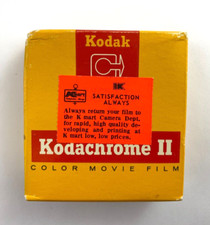 Kodak
K mart
SATISFACTION
ALWAYS
Always return your film to
the K mart Camera Dept.
for rapid, high quality de-
veloping and printing at
K mart low, low prices.
Kodachrome II
COLOR MOVIE FILM